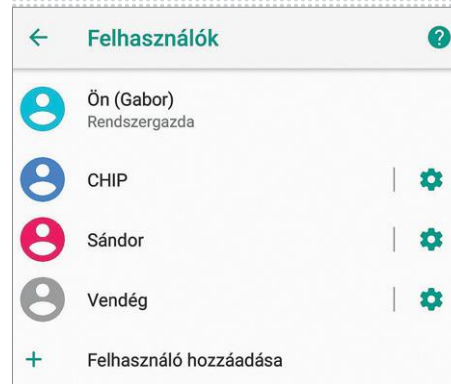 Felhasználók
Ön (Gabor)
Rendszergazda
CHIP
Sándor
Vendég
Felhasználó hozzáadása